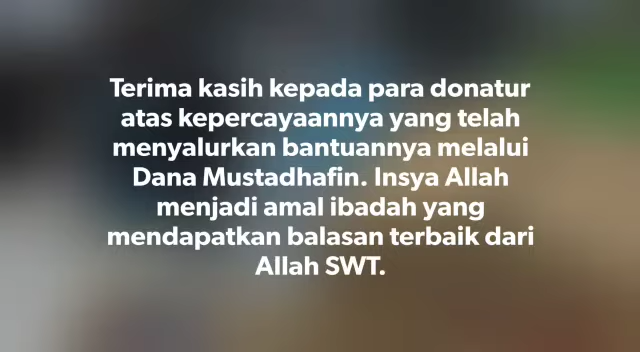 Terima kasih kepada para donatur
atas kepercayaannya yang telah
menyalurkan bantuannya melalui
Dana Mustadhafin. Insya Allah
menjadi amal ibadah yang
mendapatkan balasan terbaik dari
Allah SWT.